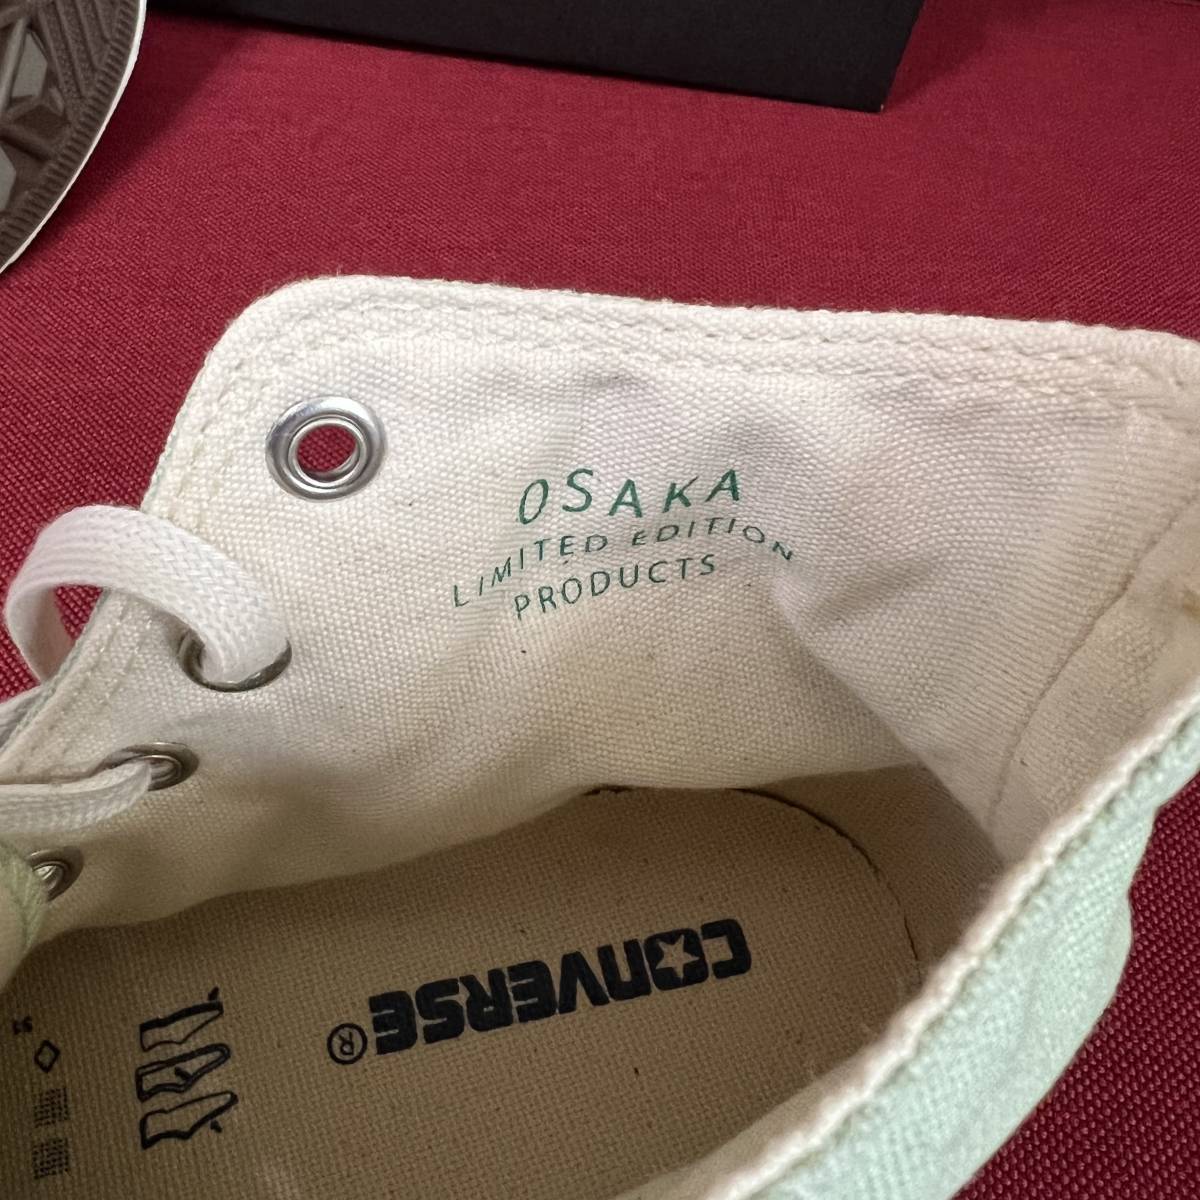 OSAKA
LIMITED EDITION
PRODUCTS
CONVERSE®